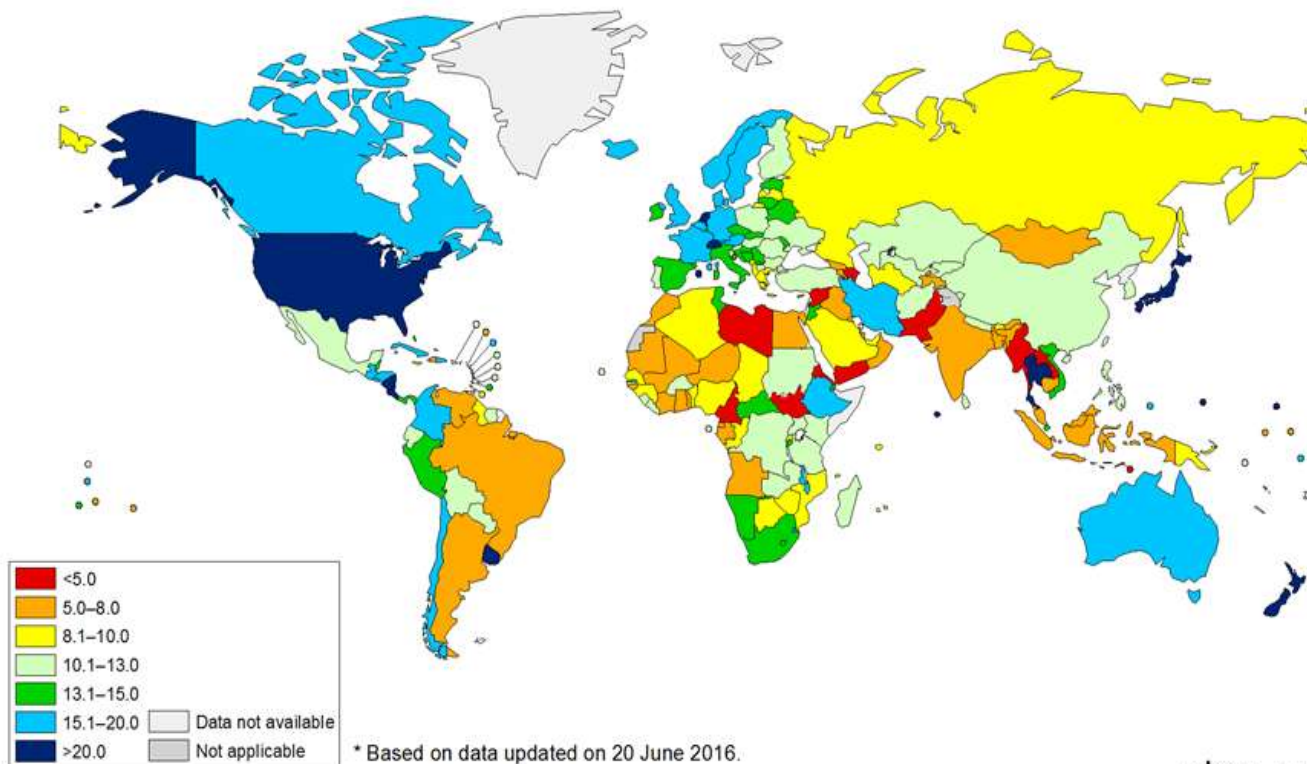 <5.0
5.0–8.0
8.1–10.0
10.1–13.0
13.1–15.0
15.1–20.0
>20.0
Data not available
Not applicable
* Based on data updated on 20 June 2016.